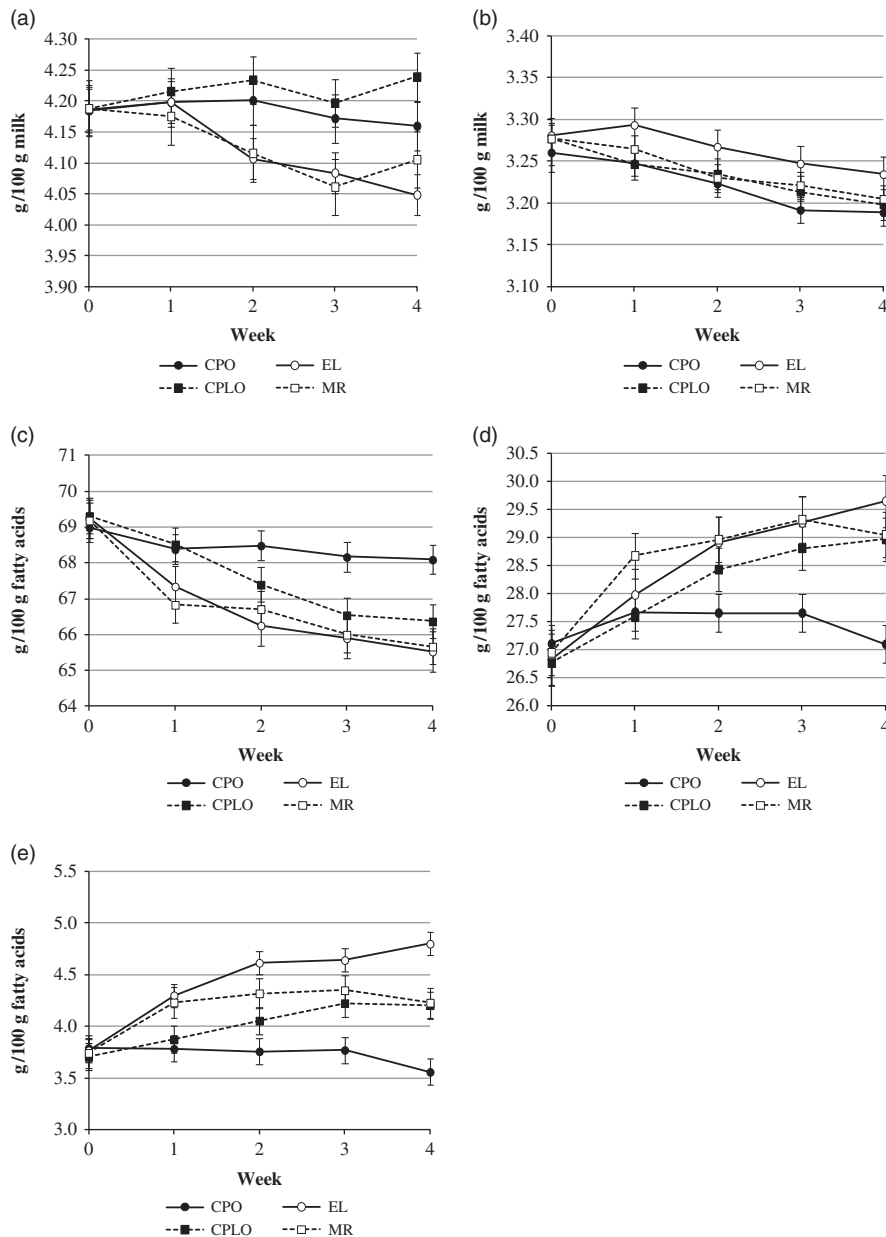 (a)
4.30
4.25
4.20
4.15
4.10
4.05
4.00
3.95
3.90
g/100 g milk
0 1 2 3 4
Week
CPO EL
CPLO MR
(b)
3.40
3.30
3.20
3.10
g/100 g milk
0 1 2 3 4
Week
CPO EL
CPLO MR
(c)
71
70
69
68
67
66
65
64
g/100 g fatty acids
0 1 2 3 4
Week
CPO EL
CPLO MR
(d)
30.5
30.0
29.5
29.0
28.5
28.0
27.5
27.0
26.5
26.0
g/100 g fatty acids
0 1 2 3 4
Week
CPO EL
CPLO MR
(e)
5.5
5.0
4.5
4.0
3.5
3.0
g/100 g fatty acids
0 1 2 3 4
Week
CPO EL
CPLO MR